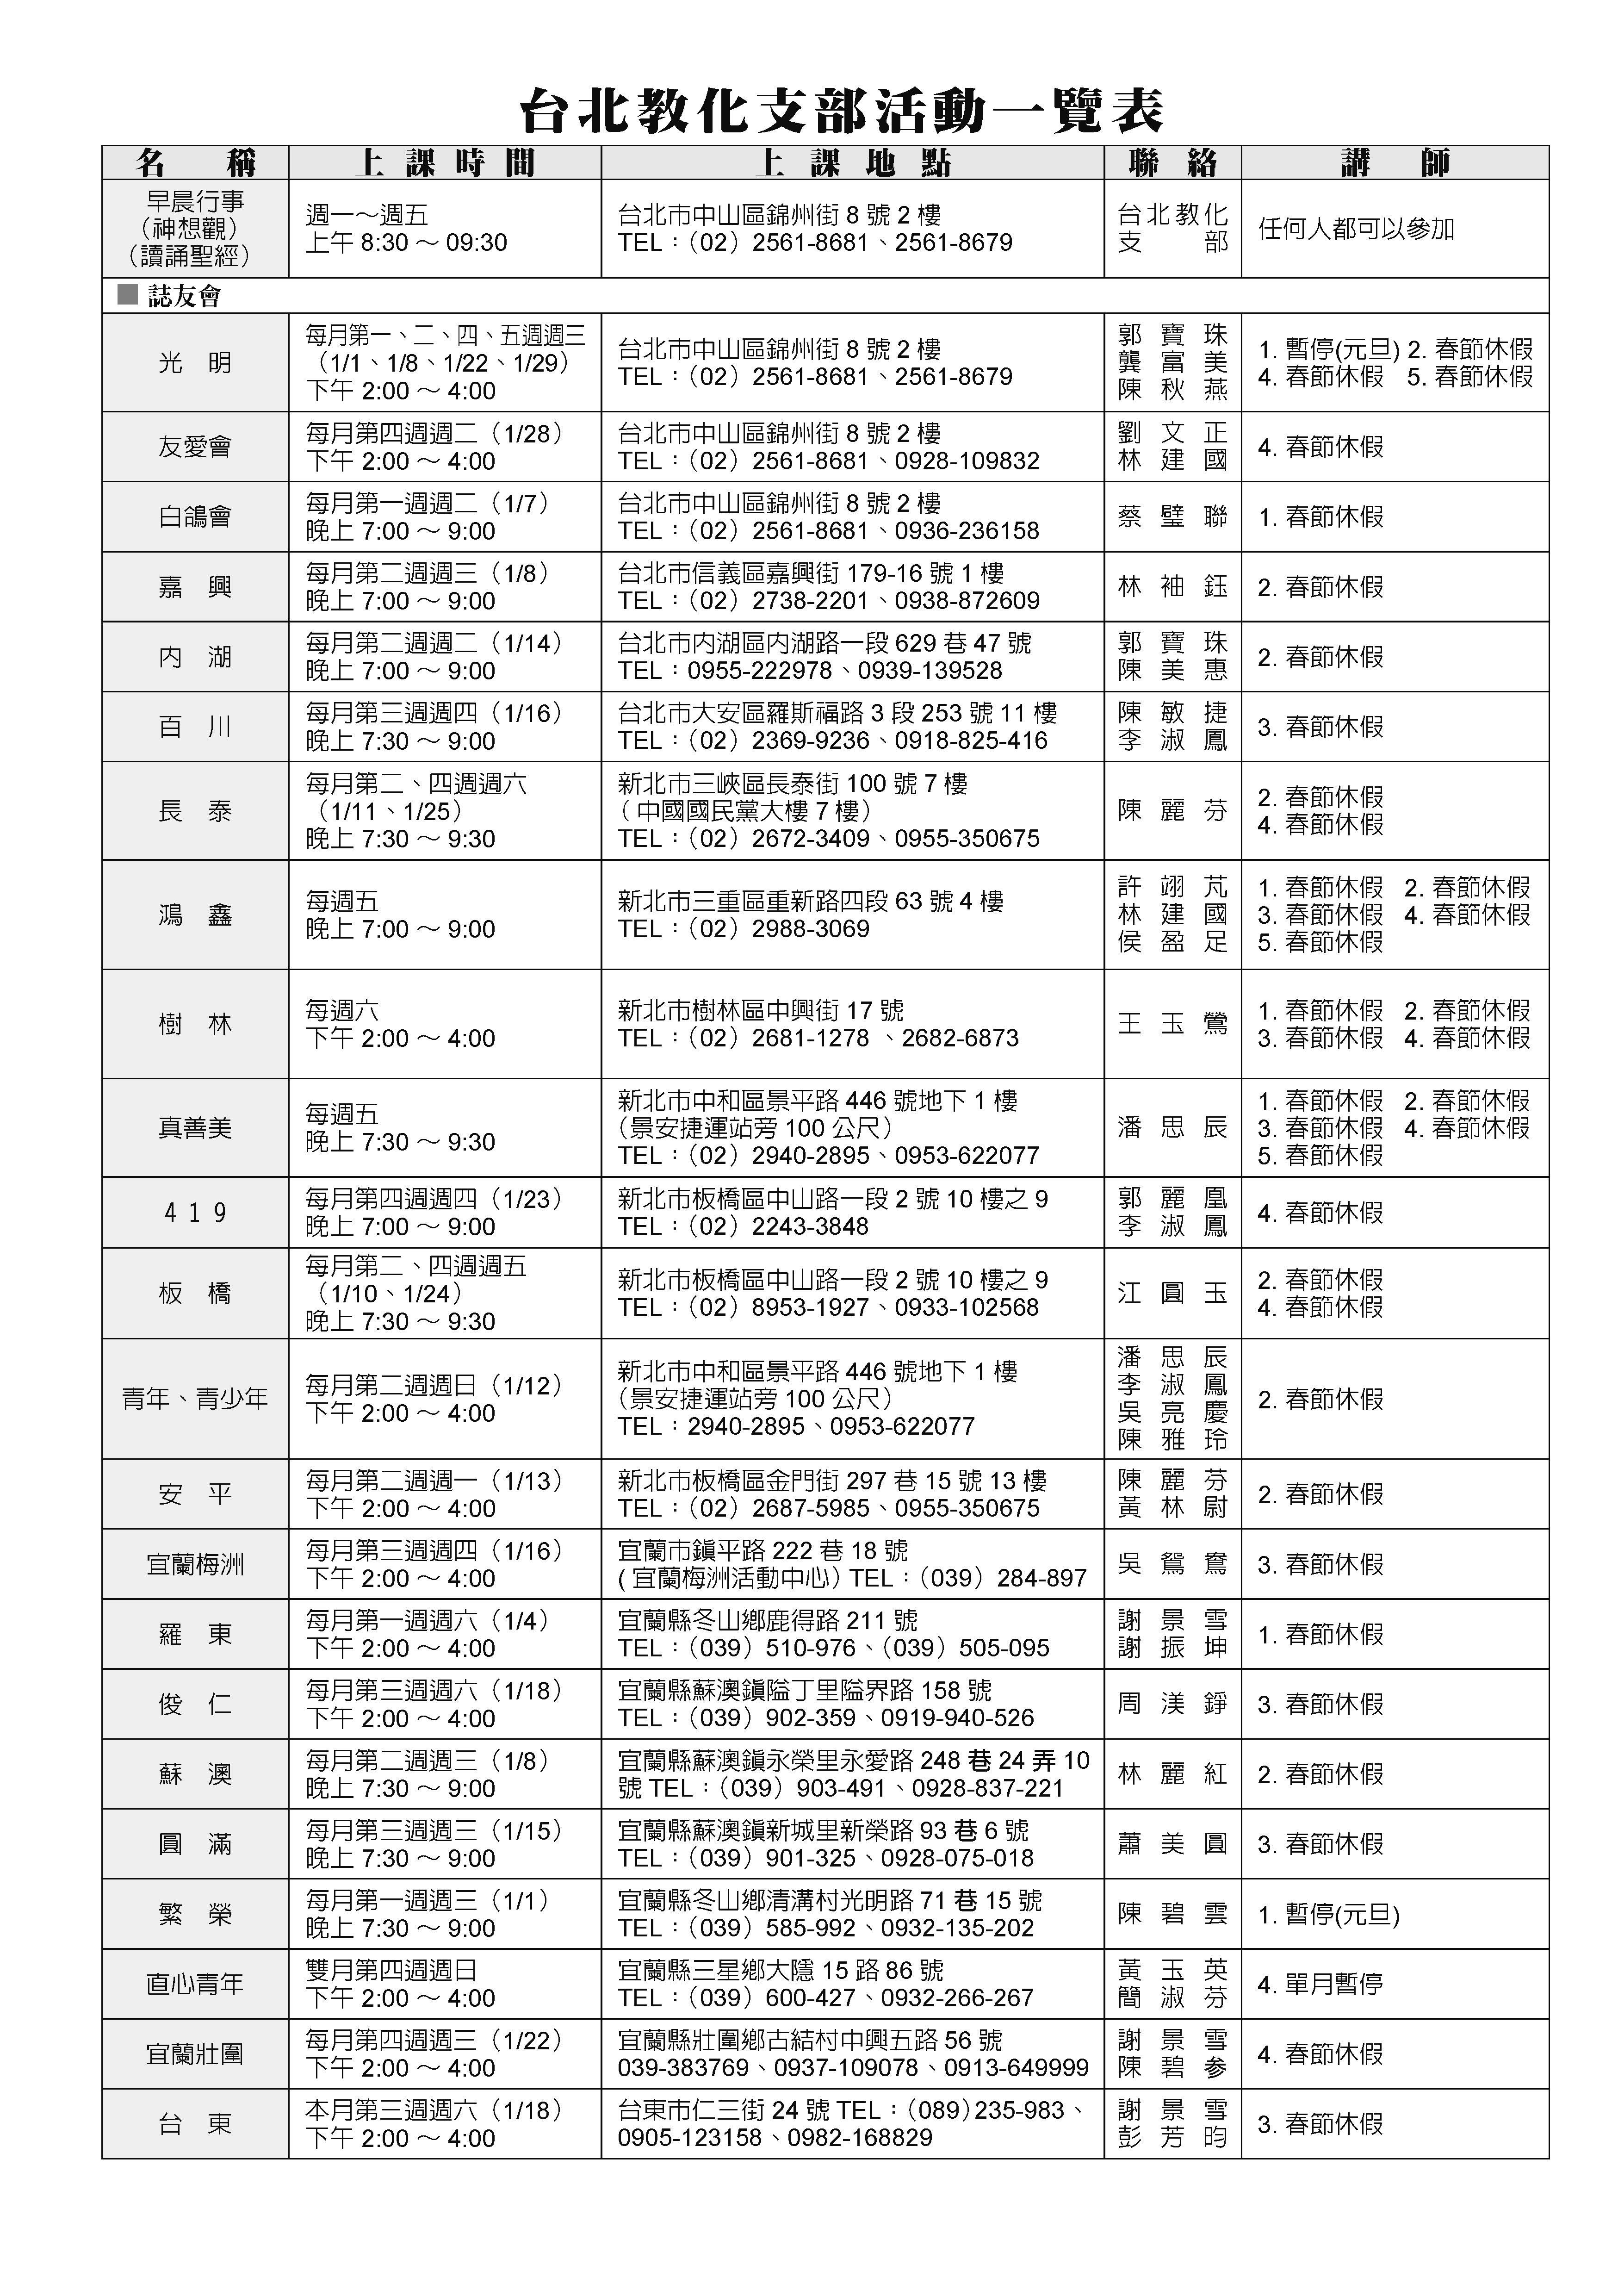 台北教化支部活動一覽表
名稱 上課時間 上課地點 聯絡 講師
早晨行事
（神想觀）
（讀誦聖經）
週一～週五
上午 8:30 ～ 09:30
台北市中山區錦州街 8 號 2 樓
TEL：（02）2561-8681、2561-8679
台北教化
支部
任何人都可以參加
■ 誌友會
光明
每月第一、二、四、五週週三
（1/1、1/8、1/22、1/29）
下午 2:00 ～ 4:00
台北市中山區錦州街 8 號 2 樓
TEL：（02）2561-8681、2561-8679
郭寶珠
龔富美
陳秋燕
1. 暫停(元旦) 2. 春節休假
4. 春節休假 5. 春節休假
友愛會
每月第四週週二（1/28）
下午 2:00 ～ 4:00
台北市中山區錦州街 8 號 2 樓
TEL：（02）2561-8681、0928-109832
劉文正
林建國
4. 春節休假
白鴿會
每月第一週週二（1/7）
晚上 7:00 ～ 9:00
台北市中山區錦州街 8 號 2 樓
TEL：（02）2561-8681、0936-236158
蔡璧聯
1. 春節休假
嘉興
每月第二週週三（1/8）
晚上 7:00 ～ 9:00
台北市信義區嘉興街 179-16 號 1 樓
TEL：（02）2738-2201、0938-872609
林袖鈺
2. 春節休假
內湖
每月第二週週二（1/14）
晚上 7:00 ～ 9:00
台北市內湖區內湖路一段 629 巷 47 號
TEL：0955-222978、0939-139528
郭寶珠
陳美惠
2. 春節休假
百川
每月第三週週四（1/16）
晚上 7:30 ～ 9:00
台北市大安區羅斯福路 3 段 253 號 11 樓
TEL：（02）2369-9236、0918-825-416
陳敏捷
李淑鳳
3. 春節休假
長泰
每月第二、四週週六
（1/11、1/25）
晚上 7:30 ～ 9:30
新北市三峽區長泰街 100 號 7 樓
( 中國國民黨大樓 7 樓）
TEL：（02）2672-3409、0955-350675
陳麗芬
2. 春節休假
4. 春節休假
鴻鑫
每週五
晚上 7:00 ～ 9:00
新北市三重區重新路四段 63 號 4 樓
TEL：（02）2988-3069
許翊芃
林建國
侯盈足
1. 春節休假 2. 春節休假
3. 春節休假 4. 春節休假
5. 春節休假
樹林
每週六
下午 2:00 ～ 4:00
新北市樹林區中興街 17 號
TEL：（02）2681-1278 、2682-6873
王玉鶯
1. 春節休假 2. 春節休假
3. 春節休假 4. 春節休假
真善美
每週五
晚上 7:30 ～ 9:30
新北市中和區景平路 446 號地下 1 樓
（景安捷運站旁 100 公尺）
TEL：（02）2940-2895、0953-622077
潘思辰
1. 春節休假 2. 春節休假
3. 春節休假 4. 春節休假
5. 春節休假
419
每月第四週週四（1/23）
晚上 7:00 ～ 9:00
新北市板橋區中山路一段 2 號 10 樓之 9
TEL：（02）2243-3848
郭麗凰
李淑鳳
4. 春節休假
板橋
每月第二、四週週五
（1/10、1/24）
晚上 7:30 ～ 9:30
新北市板橋區中山路一段 2 號 10 樓之 9
TEL：（02）8953-1927、0933-102568
江圓玉
2. 春節休假
4. 春節休假
青年、青少年
每月第二週週日（1/12）
下午 2:00 ～ 4:00
新北市中和區景平路 446 號地下 1 樓
（景安捷運站旁 100 公尺）
TEL：2940-2895、0953-622077
潘思辰
李淑鳳
吳亮慶
陳雅玲
2. 春節休假
安平
每月第二週週一（1/13）
下午 2:00 ～ 4:00
新北市板橋區金門街 297 巷 15 號 13 樓
TEL：（02）2687-5985、0955-350675
陳麗芬
黃林尉
2. 春節休假
宜蘭梅洲
每月第三週週四（1/16）
下午 2:00 ～ 4:00
宜蘭市鎮平路 222 巷 18 號
( 宜蘭梅洲活動中心）TEL：（039）284-897
吳鴛鴦
3. 春節休假
羅東
每月第一週週六（1/4）
下午 2:00 ～ 4:00
宜蘭縣冬山鄉鹿得路 211 號
TEL：（039）510-976、（039）505-095
謝景雪
謝振坤
1. 春節休假
俊仁
每月第三週週六（1/18）
下午 2:00 ～ 4:00
宜蘭縣蘇澳鎮隘丁里隘界路 158 號
TEL：（039）902-359、0919-940-526
周渼錚
3. 春節休假
蘇澳
每月第二週週三（1/8）
晚上 7:30 ～ 9:00
宜蘭縣蘇澳鎮永榮里永愛路 248 巷 24 弄 10
號 TEL：（039）903-491、0928-837-221
林麗紅
2. 春節休假
圓滿
每月第三週週三（1/15）
晚上 7:30 ～ 9:00
宜蘭縣蘇澳鎮新城里新榮路 93 巷 6 號
TEL：（039）901-325、0928-075-018
蕭美圓
3. 春節休假
繁榮
每月第一週週三（1/1）
晚上 7:30 ～ 9:00
宜蘭縣冬山鄉清溝村光明路 71 巷 15 號
TEL：（039）585-992、0932-135-202
陳碧雲
1. 暫停(元旦)
直心青年
雙月第四週週日
下午 2:00 ～ 4:00
宜蘭縣三星鄉大隱 15 路 86 號
TEL：（039）600-427、0932-266-267
黃玉英
簡淑芬
4. 單月暫停
宜蘭壯圍
每月第四週週三（1/22）
下午 2:00 ～ 4:00
宜蘭縣壯圍鄉古結村中興五路 56 號
039-383769、0937-109078、0913-649999
謝景雪
陳碧參
4. 春節休假
台東
本月第三週週六（1/18）
下午 2:00 ～ 4:00
台東市仁三街 24 號 TEL：（089）235-983、
0905-123158、0982-168829
謝景雪
彭芳昀
3. 春節休假